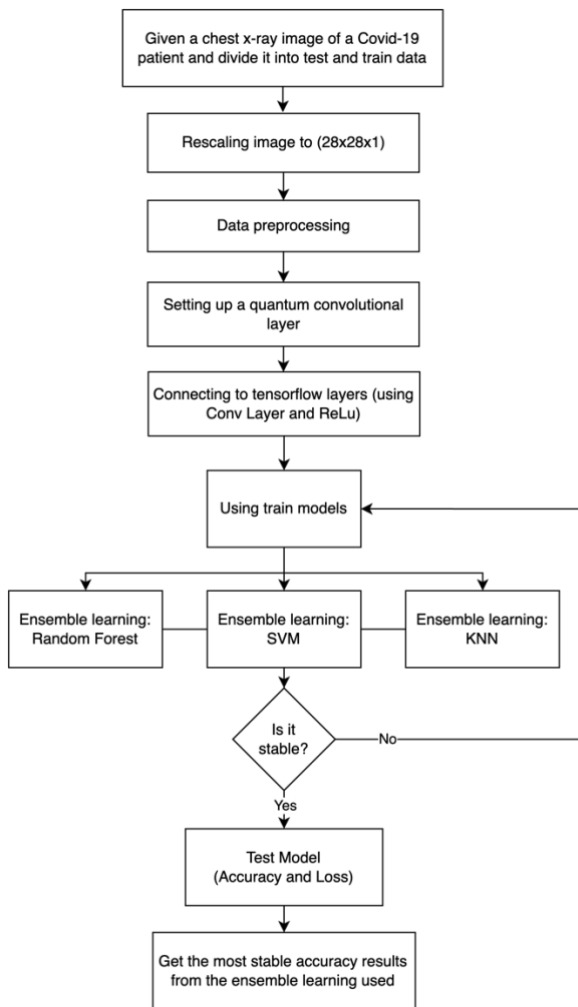 Given a chest x-ray image of a Covid-19
patient and divide it into test and train data
Rescaling image to (28x28x1)
Data preprocessing
Setting up a quantum convolutional
layer
Connecting to tensorflow layers (using
Conv Layer and ReLu)
Using train models
Ensemble learning:
Random Forest
Ensemble learning:
SVM
Ensemble learning:
KNN
Is it
stable?
No
Yes
Test Model
(Accuracy and Loss)
Get the most stable accuracy results
from the ensemble learning used